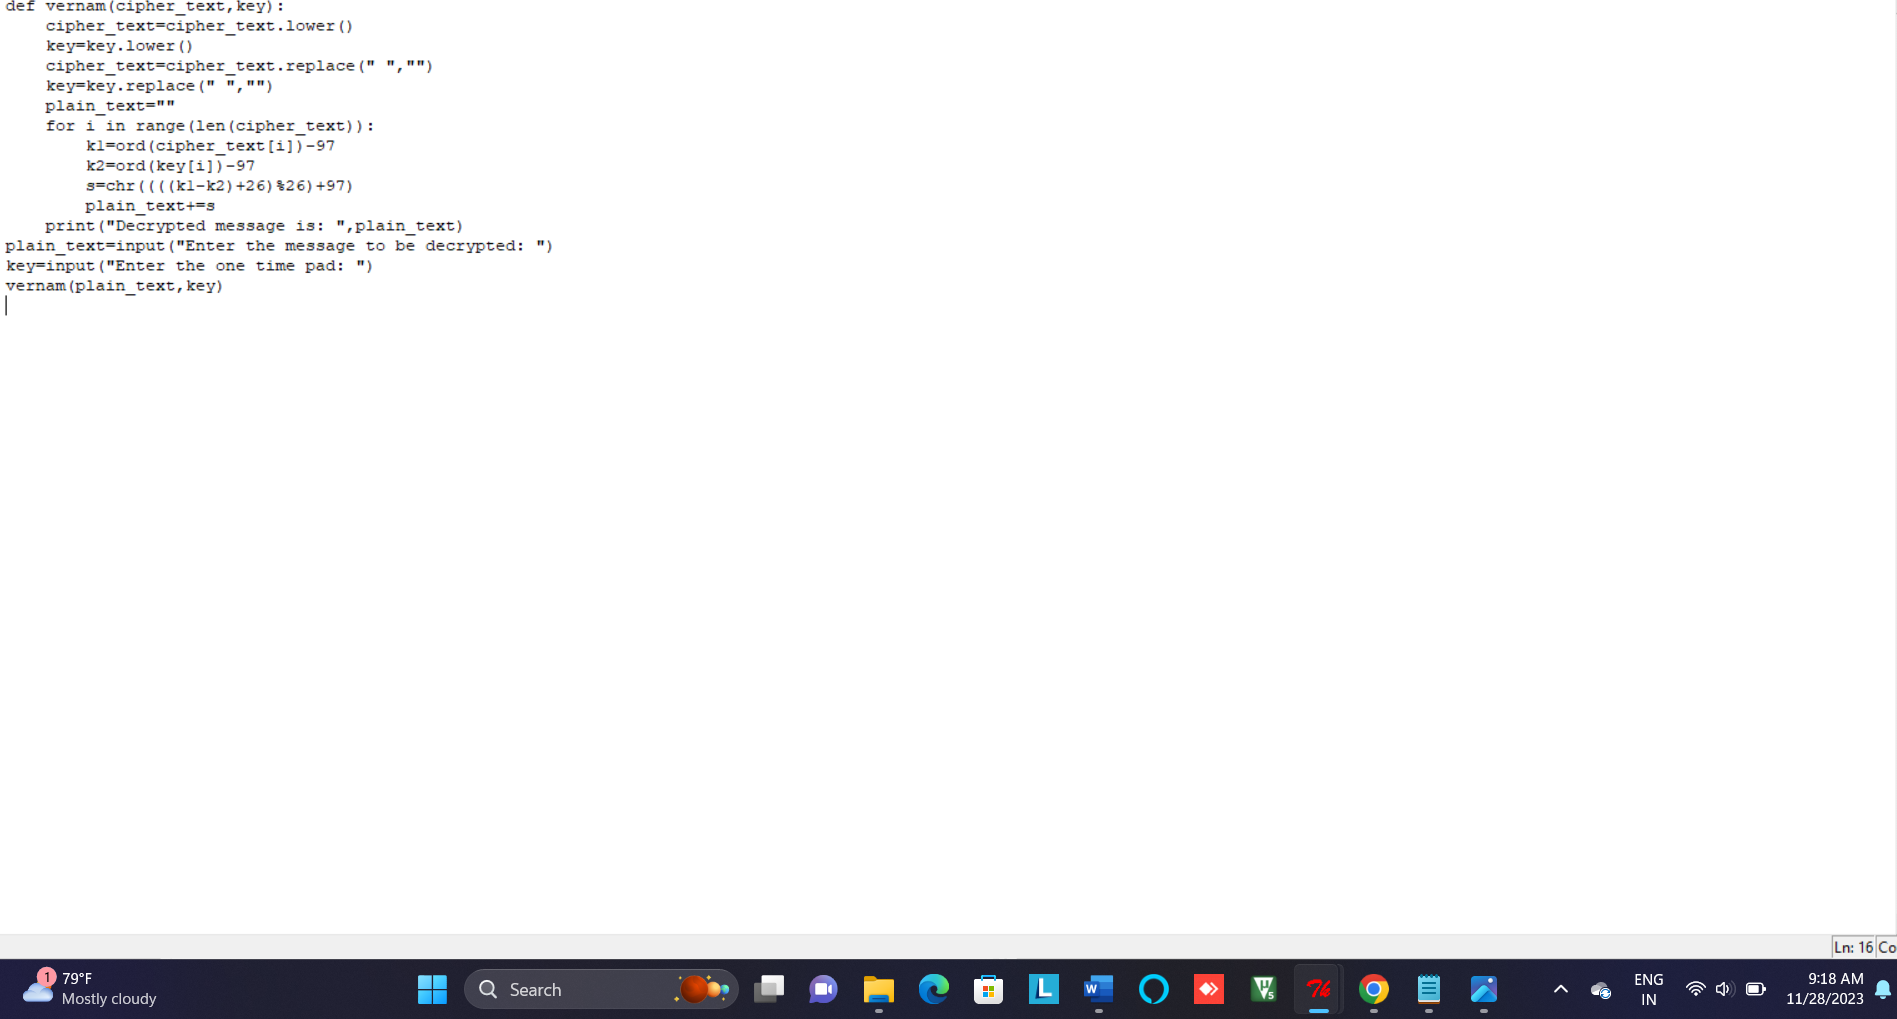 def vernam(cipher_text,key):
    cipher_text=cipher_text.lower()
    key=key.lower()
    cipher_text=cipher_text.replace(" ","")
    key=key.replace(" ","")
    plain_text=""
    for i in range(len(cipher_text)):
        k1=ord(cipher_text[i])-97
        k2=ord(key[i])-97
        s=chr((((k1-k2)+26)%26)+97)
        plain_text+=s
    print("Decrypted message is: ",plain_text)
plain_text=input("Enter the message to be decrypted: ")
key=input("Enter the one time pad: ")
vernam(plain_text,key)
Ln: 16 Co
1 79°F
Mostly cloudy
Search
L
W
μV5
7k
ENG
IN
9:18 AM
11/28/2023